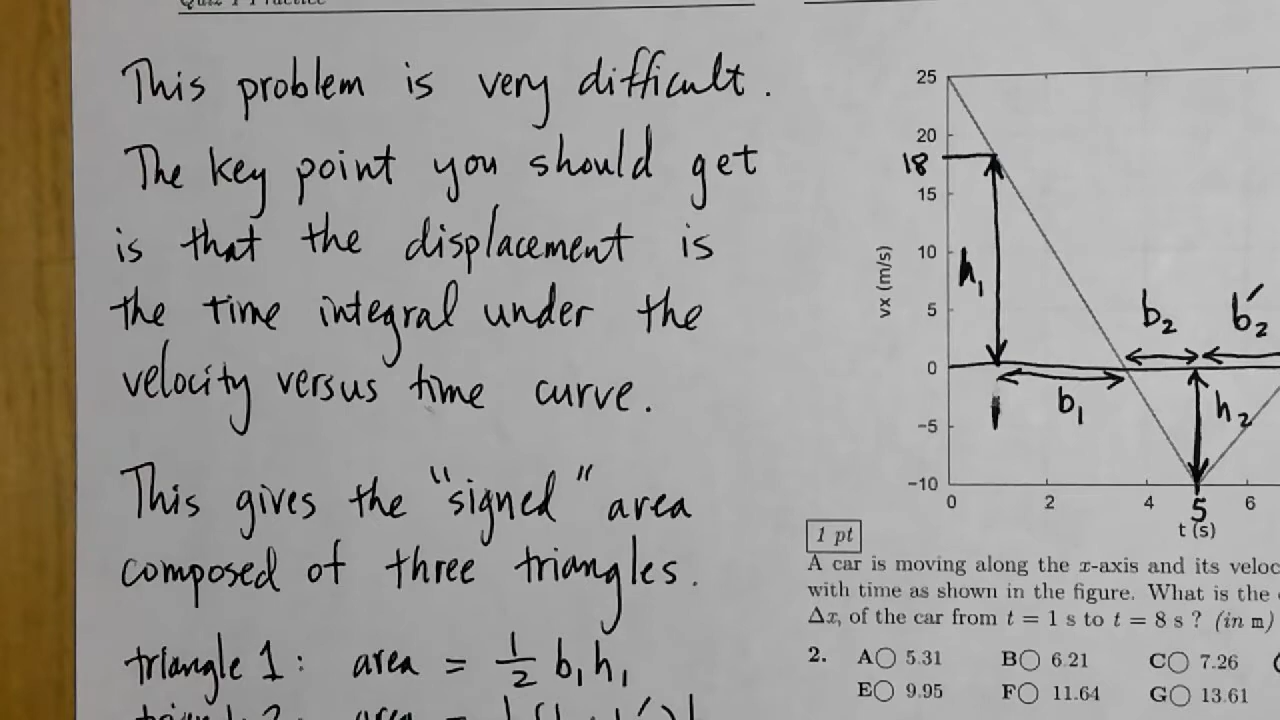 Quiz 1 Practice
This problem is very difficult.
The key point you should get
is that the displacement is
the time integral under the
velocity versus time curve.
This gives the "signed" area
composed of three triangles.
triangle 1: area = 1/2 b₁h₁
25
20
18
15
10
5
0
-5
-10
vx (m/s)
h₁
b₁
b₂
b₂′
h₂
1
0 2 4 5 6
t (s)
1 pt
A car is moving along the x-axis and its veloc
with time as shown in the figure. What is the
Δx, of the car from t = 1 s to t = 8 s ? (in m)
2. A 5.31 B 6.21 C 7.26
E 9.95 F 11.64 G 13.61